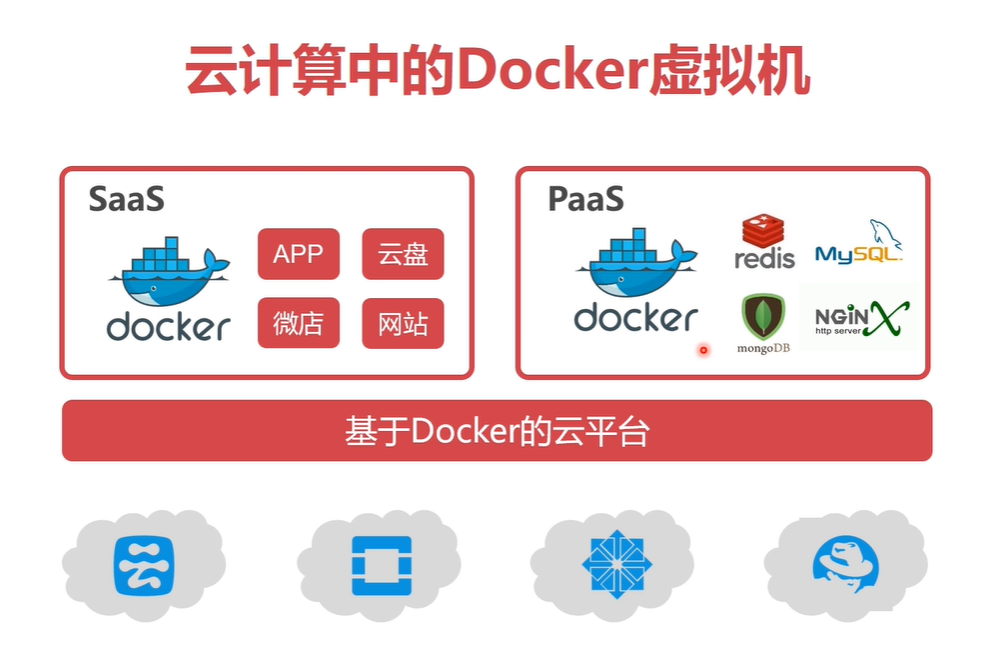 云计算中的Docker虚拟机
SaaS
docker
APP
云盘
微店
网站
PaaS
docker
redis
MySQL
mongoDB
NGiNX
http server
基于Docker的云平台
云